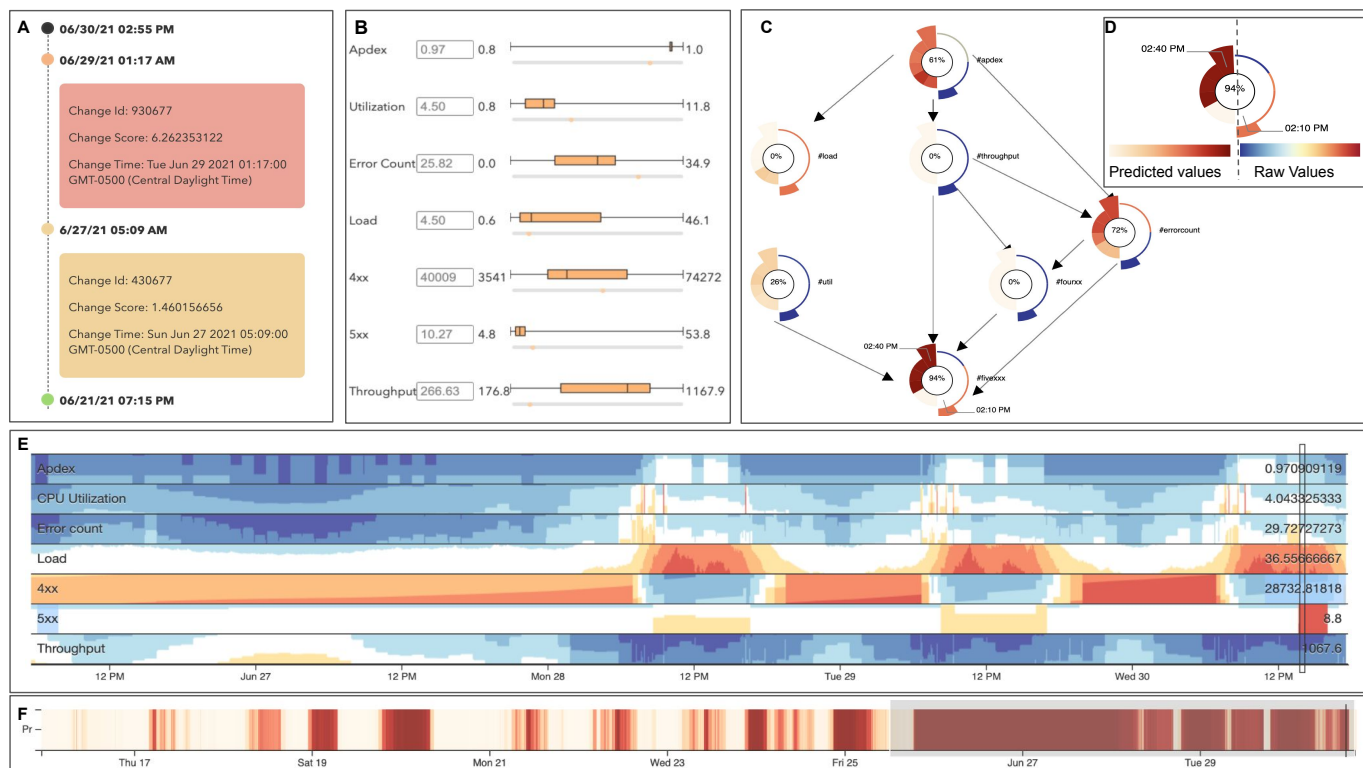 A
06/30/21 02:55 PM
06/29/21 01:17 AM
Change Id: 930677
Change Score: 6.262353122
Change Time: Tue Jun 29 2021 01:17:00
GMT-0500 (Central Daylight Time)
6/27/21 05:09 AM
Change Id: 430677
Change Score: 1.460156656
Change Time: Sun Jun 27 2021 05:09:00
GMT-0500 (Central Daylight Time)
06/21/21 07:15 PM
B
Apdex 0.97 0.8 1.0
Utilization 4.50 0.8 11.8
Error Count 25.82 0.0 34.9
Load 4.50 0.6 46.1
4xx 40009 3541 74272
5xx 10.27 4.8 53.8
Throughput 266.63 176.8 1167.9
C
61% #apdex
0% #load
0% #throughput
72% #errorcount
26% #util
0% #fourxx
02:40 PM
94% #fivexxx
02:10 PM
D
02:40 PM
94%
02:10 PM
Predicted values Raw Values
E
Apdex 0.970909119
CPU Utilization 4.043325333
Error count 29.72727273
Load 36.55666667
4xx 28732.81818
5xx 8.8
Throughput 1067.6
12 PM Jun 27 12 PM Mon 28 12 PM Tue 29 12 PM Wed 30 12 PM
F
Pr
Thu 17 Sat 19 Mon 21 Wed 23 Fri 25 Jun 27 Tue 29